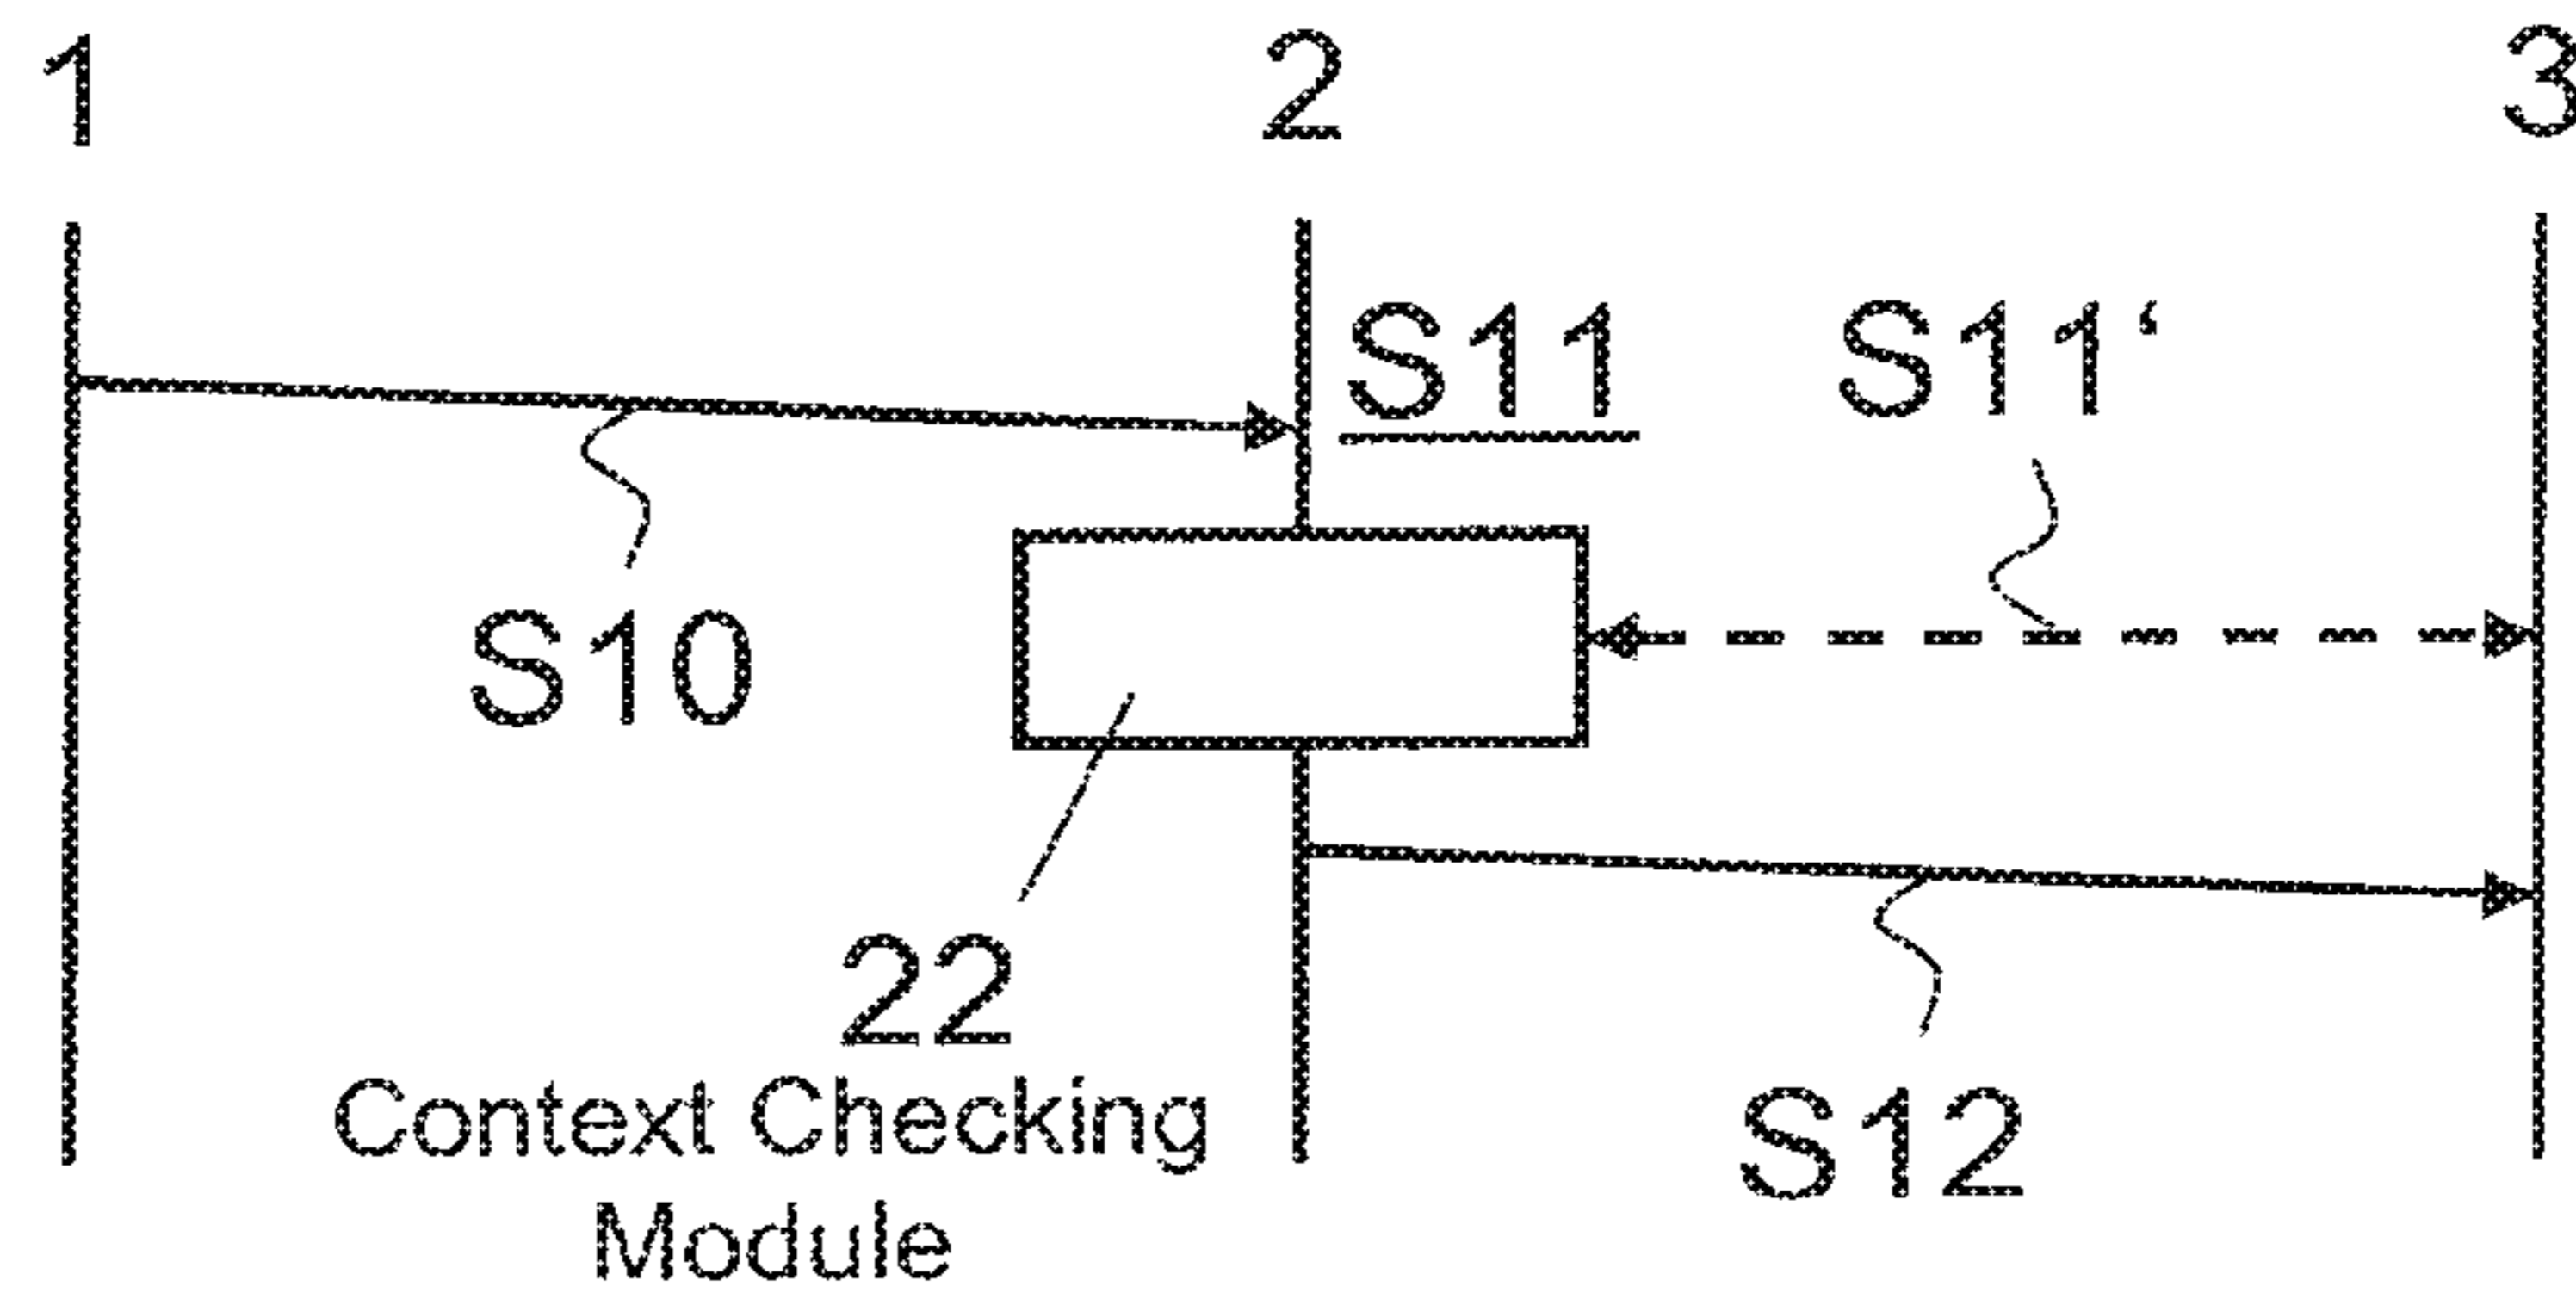 1 2 3
S11 S11‘
S10
22
Context Checking
Module
S12